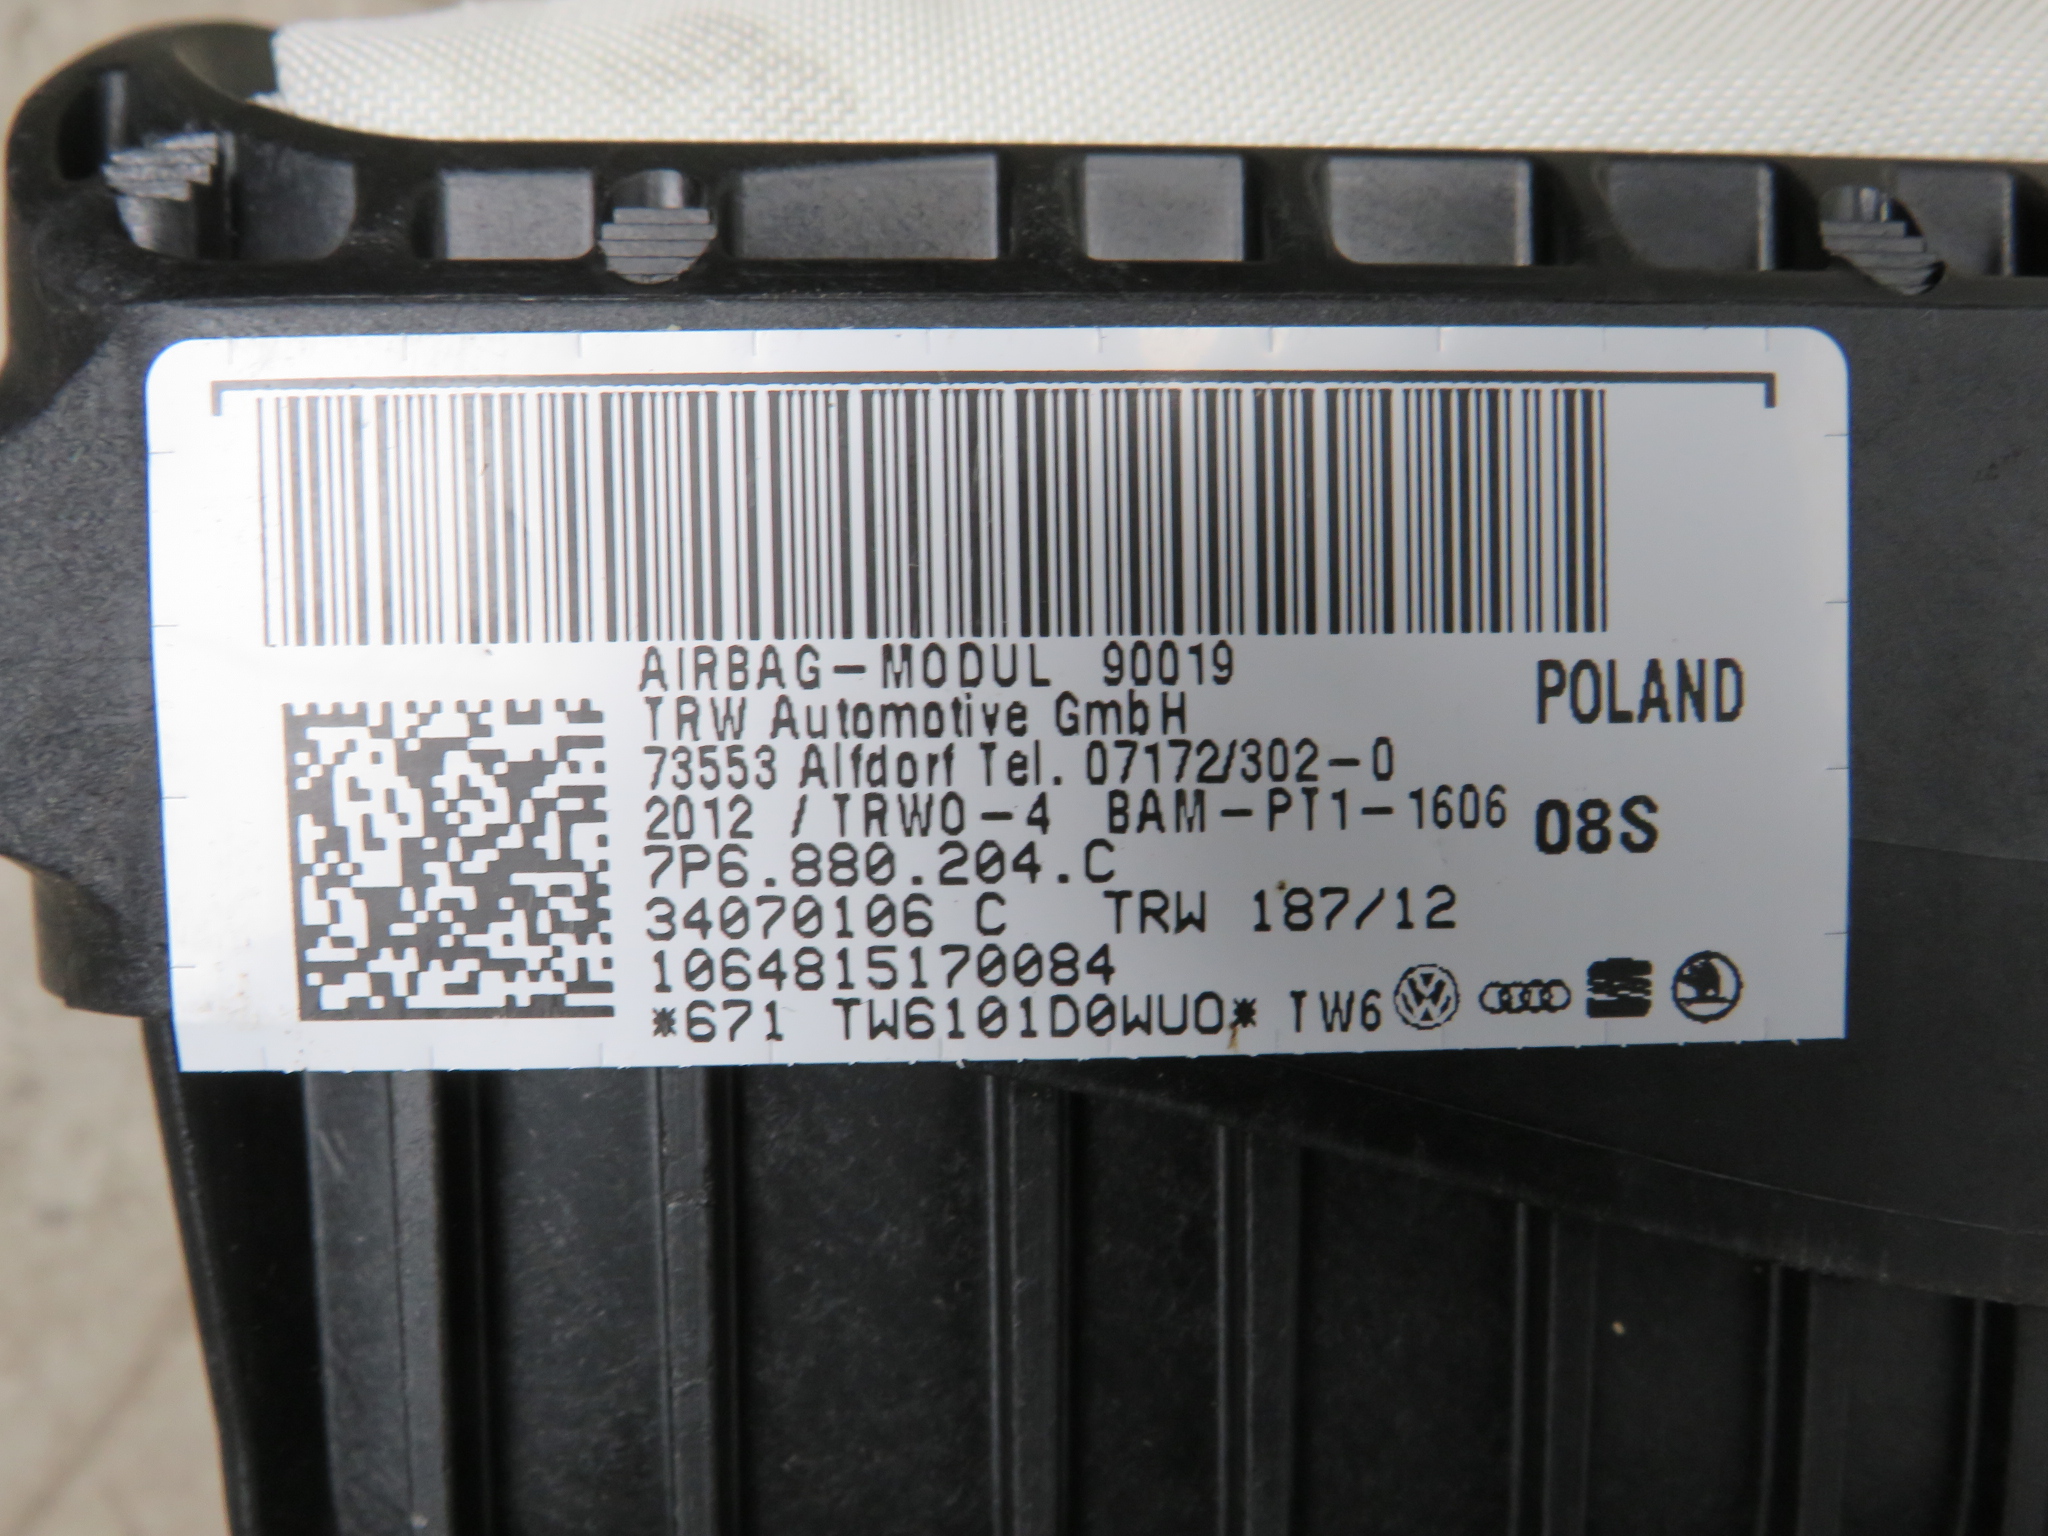 AIRBAG-MODUL 90019
POLAND
TRW Automotive GmbH
73553 Alfdorf Tel. 07172/302-0
2012 / TRW0-4 BAM-PT1-1606
08S
7P6.880.204.C
34070106 C TRW 187/12
1064815170084
*671 TW6101D0WU0* TW6